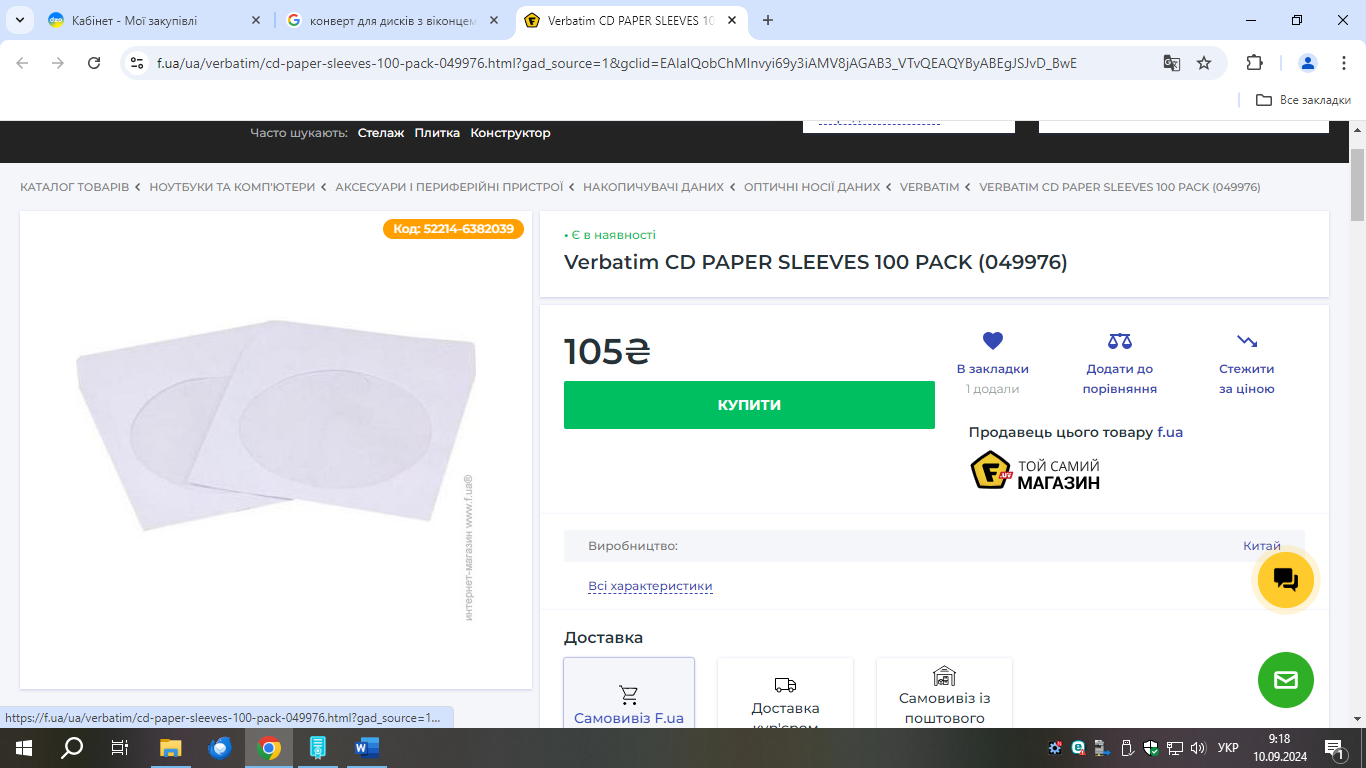 Кабінет - Мої закупівлі
конверт для дисків з віконцем
Verbatim CD PAPER SLEEVES 10
f.ua/ua/verbatim/cd-paper-sleeves-100-pack-049976.html?gad_source=1&gclid=EAIaIQobChMInvyi69y3iAMV8jAGAB3_VTvQEAQYByABEgJSJvD_BwE
Все закладки
Часто шукають: Стелаж Плитка Конструктор
КАТАЛОГ ТОВАРІВ НОУТБУКИ ТА КОМП'ЮТЕРИ АКСЕСУАРИ І ПЕРИФЕРІЙНІ ПРИСТРОЇ НАКОПИЧУВАЧІ ДАНИХ ОПТИЧНІ НОСІЇ ДАНИХ VERBATIM VERBATIM CD PAPER SLEEVES 100 PACK (049976)
Код: 52214-6382039
интернет-магазин www.f.ua®
• Є в наявності
Verbatim CD PAPER SLEEVES 100 PACK (049976)
105₴
КУПИТИ
В закладки
1 додали
Додати до
порівняння
Стежити
за ціною
Продавець цього товару f.ua
ТОЙ САМИЙ
МАГАЗИН
Виробництво: Китай
Всі характеристики
Доставка
Самовивіз F.ua
Доставка
кур'єром
Самовивіз із
поштового
https://f.ua/ua/verbatim/cd-paper-sleeves-100-pack-049976.html?gad_source=1...
УКР
9:18
10.09.2024
1